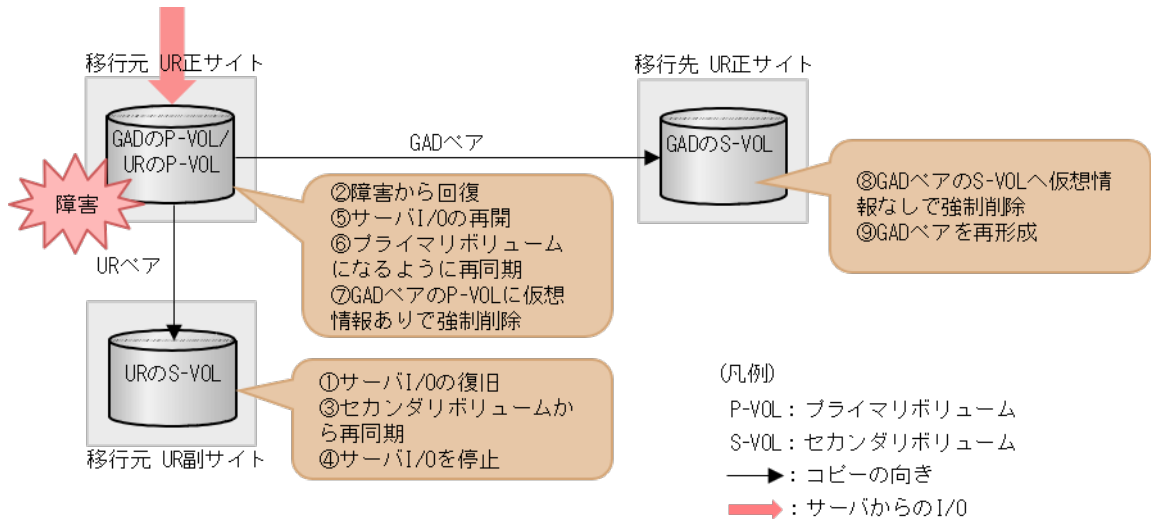 移行元 UR正サイト
移行先 UR正サイト
GADのP-VOL/
URのP-VOL
GADペア
GADのS-VOL
障害
②障害から回復
⑤サーバI/Oの再開
⑥プライマリボリューム
になるように再同期
⑦GADペアのP-VOLに仮想
情報ありで強制削除
⑧GADペアのS-VOLへ仮想情
報なしで強制削除
⑨GADペアを再形成
URペア
URのS-VOL
①サーバI/Oの復旧
③セカンダリボリュームか
ら再同期
④サーバI/Oを停止
移行元 UR副サイト
(凡例)
P-VOL：プライマリボリューム
S-VOL：セカンダリボリューム
：コピーの向き
：サーバからのI/O